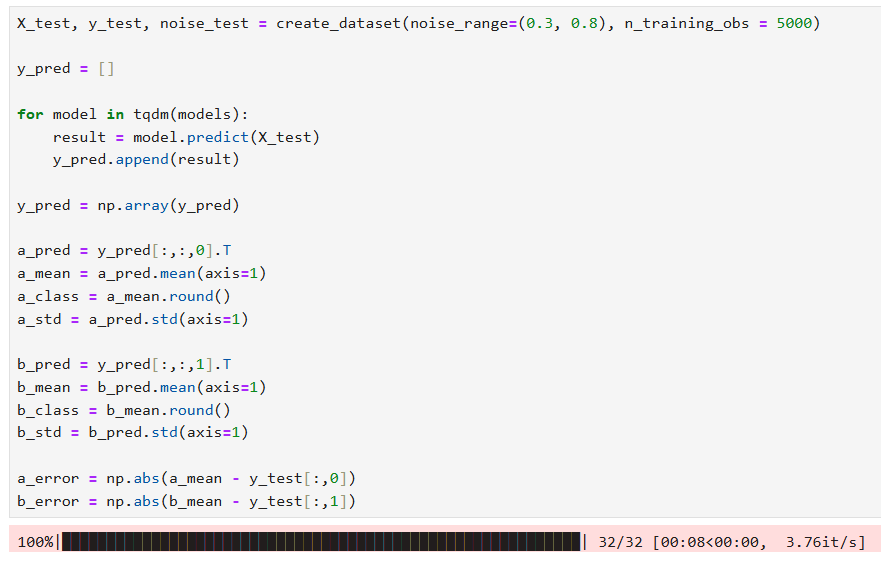 X_test, y_test, noise_test = create_dataset(noise_range=(0.3, 0.8), n_training_obs = 5000)

y_pred = []

for model in tqdm(models):
    result = model.predict(X_test)
    y_pred.append(result)

y_pred = np.array(y_pred)

a_pred = y_pred[:,:,0].T
a_mean = a_pred.mean(axis=1)
a_class = a_mean.round()
a_std = a_pred.std(axis=1)

b_pred = y_pred[:,:,1].T
b_mean = b_pred.mean(axis=1)
b_class = b_mean.round()
b_std = b_pred.std(axis=1)

a_error = np.abs(a_mean - y_test[:,0])
b_error = np.abs(b_mean - y_test[:,1])
100%|██████████| 32/32 [00:08<00:00,  3.76it/s]